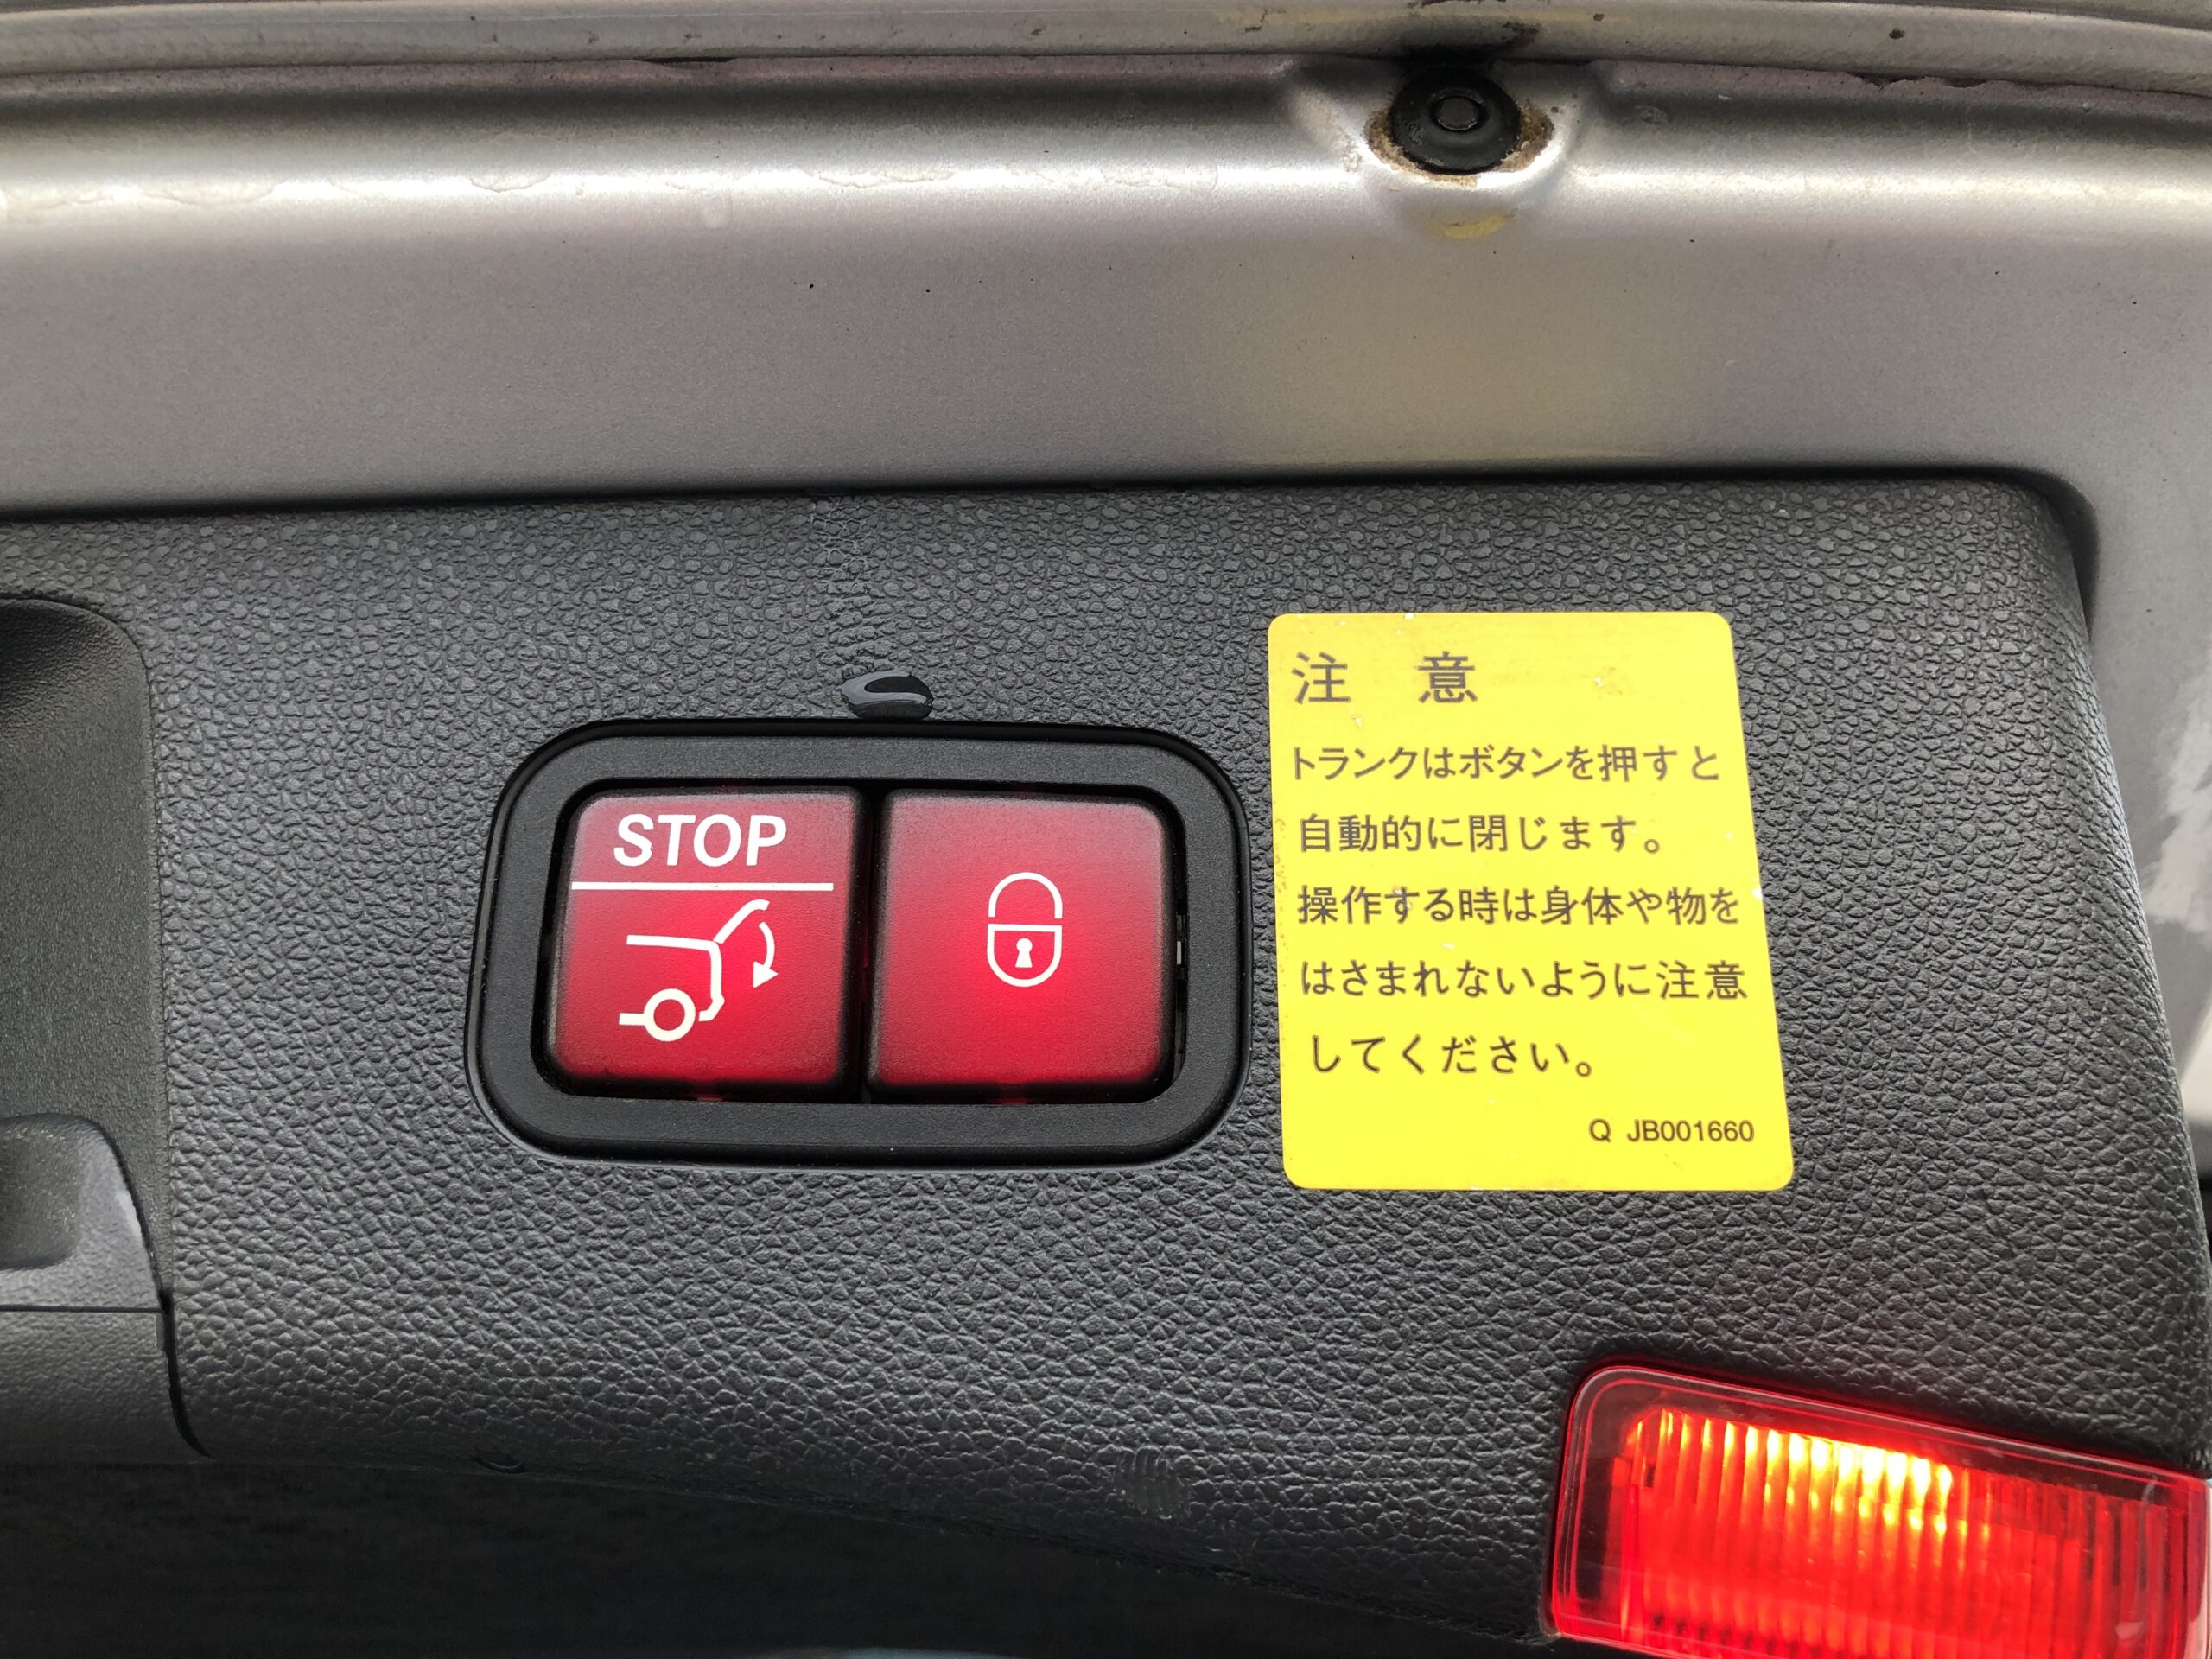 STOP
注 意
トランクはボタンを押すと
自動的に閉じます。
操作する時は身体や物を
はさまれないように注意
してください。
Q JB001660